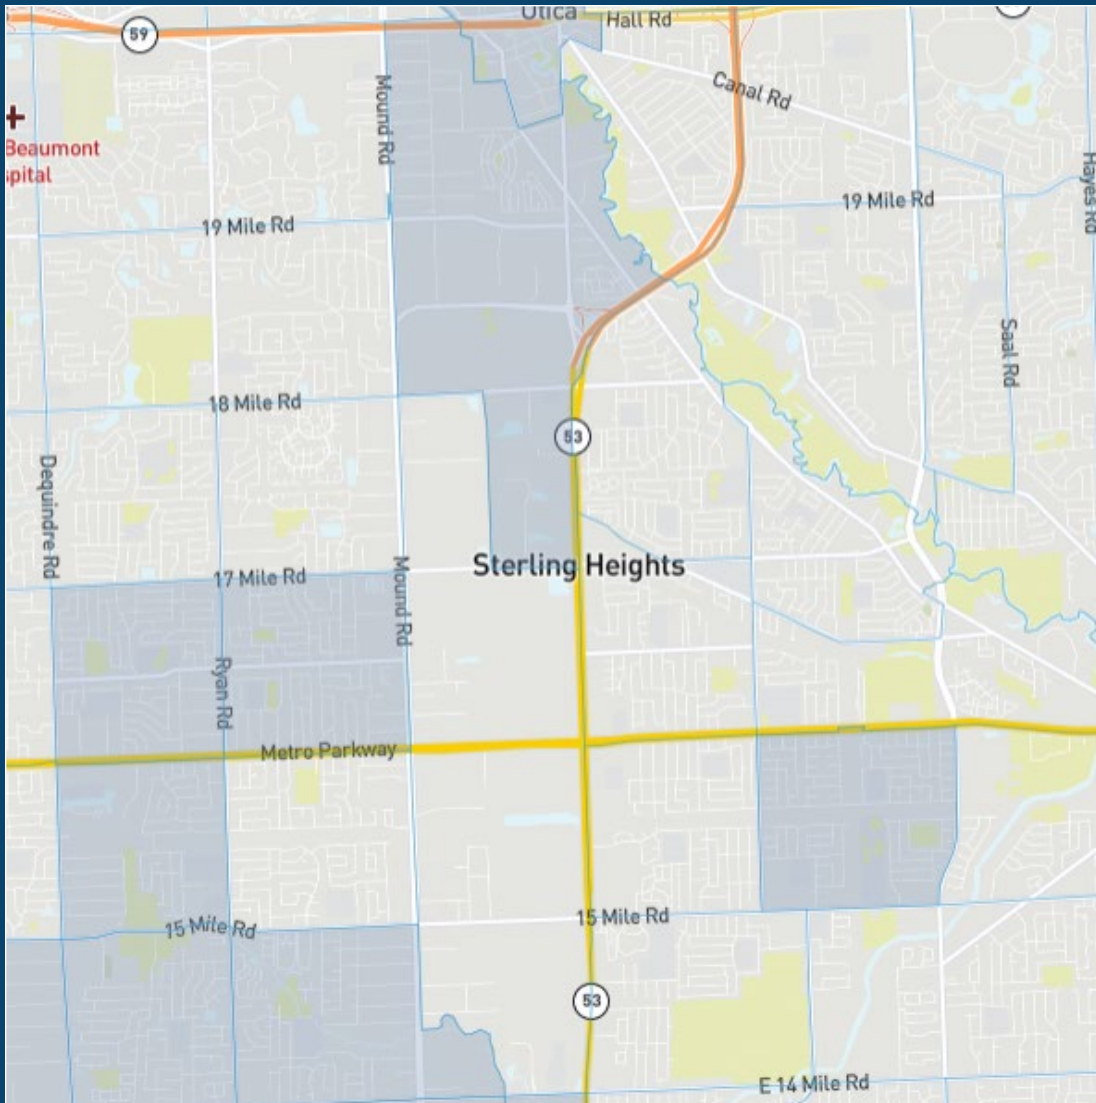 Utica
Hall Rd
59
Canal Rd
Mound Rd
Beaumont
spital
Hayes Rd
19 Mile Rd
19 Mile Rd
Saal Rd
18 Mile Rd
53
Dequindre Rd
Mound Rd
Sterling Heights
17 Mile Rd
Ryan Rd
Metro Parkway
15 Mile Rd
15 Mile Rd
53
E 14 Mile Rd